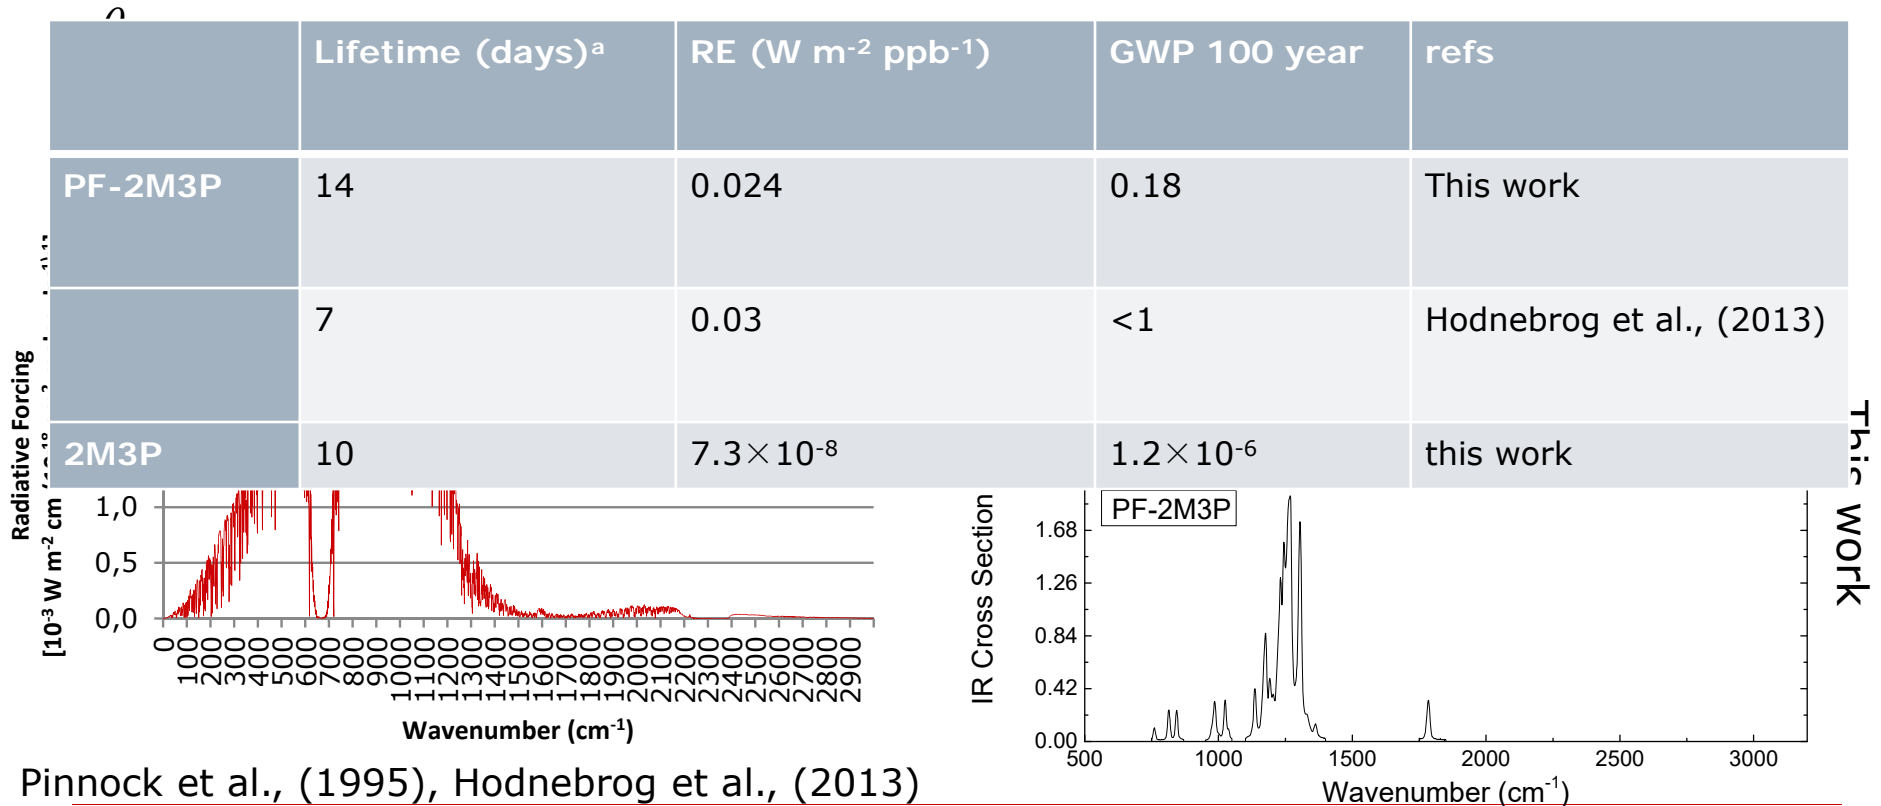 Lifetime (days)a RE (W m-2 ppb-1) GWP 100 year refs
PF-2M3P 14 0.024 0.18 This work
7 0.03 <1 Hodnebrog et al., (2013)
2M3P 10 7.3×10-8 1.2×10-6 this work
Radiative Forcing
[10-3 W m-2 cm
1,0
0,5
0,0
0 100 200 300 400 500 600 700 800 900 1000 1100 1200 1300 1400 1500 1600 1700 1800 1900 2000 2100 2200 2300 2400 2500 2600 2700 2800 2900
Wavenumber (cm-1)
IR Cross Section
PF-2M3P
1.68
1.26
0.84
0.42
0.00
500 1000 1500 2000 2500 3000
Wavenumber (cm-1)
This work
Pinnock et al., (1995), Hodnebrog et al., (2013)